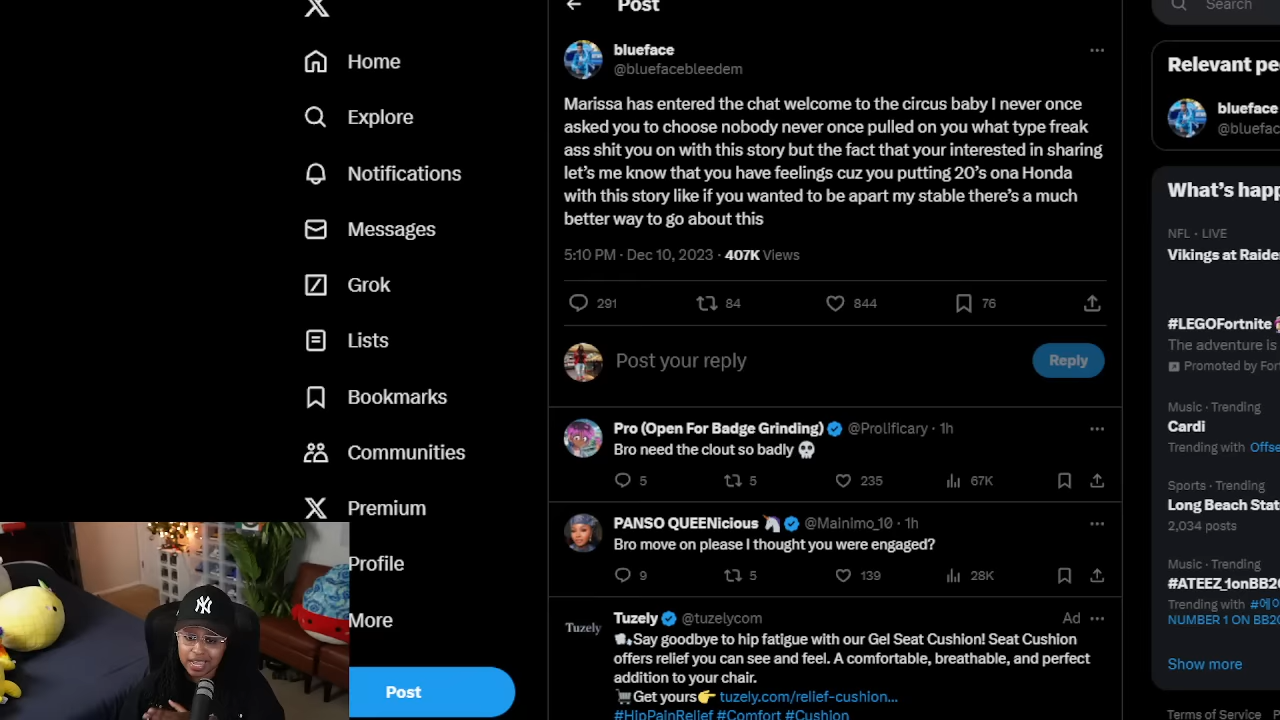 Post
Search
blueface
@bluefacebleedem
Home
Marissa has entered the chat welcome to the circus baby I never once
asked you to choose nobody never once pulled on you what type freak
ass shit you on with this story but the fact that your interested in sharing
let's me know that you have feelings cuz you putting 20's ona Honda
with this story like if you wanted to be apart my stable there's a much
better way to go about this
5:10 PM · Dec 10, 2023 · 407K Views
291
84
844
76
Post your reply
Reply
Explore
Notifications
Messages
Grok
Lists
Bookmarks
Communities
Premium
Profile
More
Post
Pro (Open For Badge Grinding) @Prolificary · 1h
Bro need the clout so badly 💀
5
5
235
67K
PANSO QUEENicious 🦄 @Mainimo_10 · 1h
Bro move on please I thought you were engaged?
9
5
139
28K
Tuzely
Tuzely @tuzelycom
Ad
Say goodbye to hip fatigue with our Gel Seat Cushion! Seat Cushion
offers relief you can see and feel. A comfortable, breathable, and perfect
addition to your chair.
🛒Get yours👉 tuzely.com/relief-cushion...
#HipPainRelief #Comfort #Cushion
Relevant pe
blueface
@bluefac
What's happ
NFL · LIVE
Vikings at Raide
#LEGOFortnite
The adventure is
Promoted by For
Music · Trending
Cardi
Trending with Offse
Sports · Trending
Long Beach Stat
2,034 posts
Music · Trending
#ATEEZ_1onBB20
Trending with
NUMBER 1 ON BB20
Show more
Terms of Service
NY